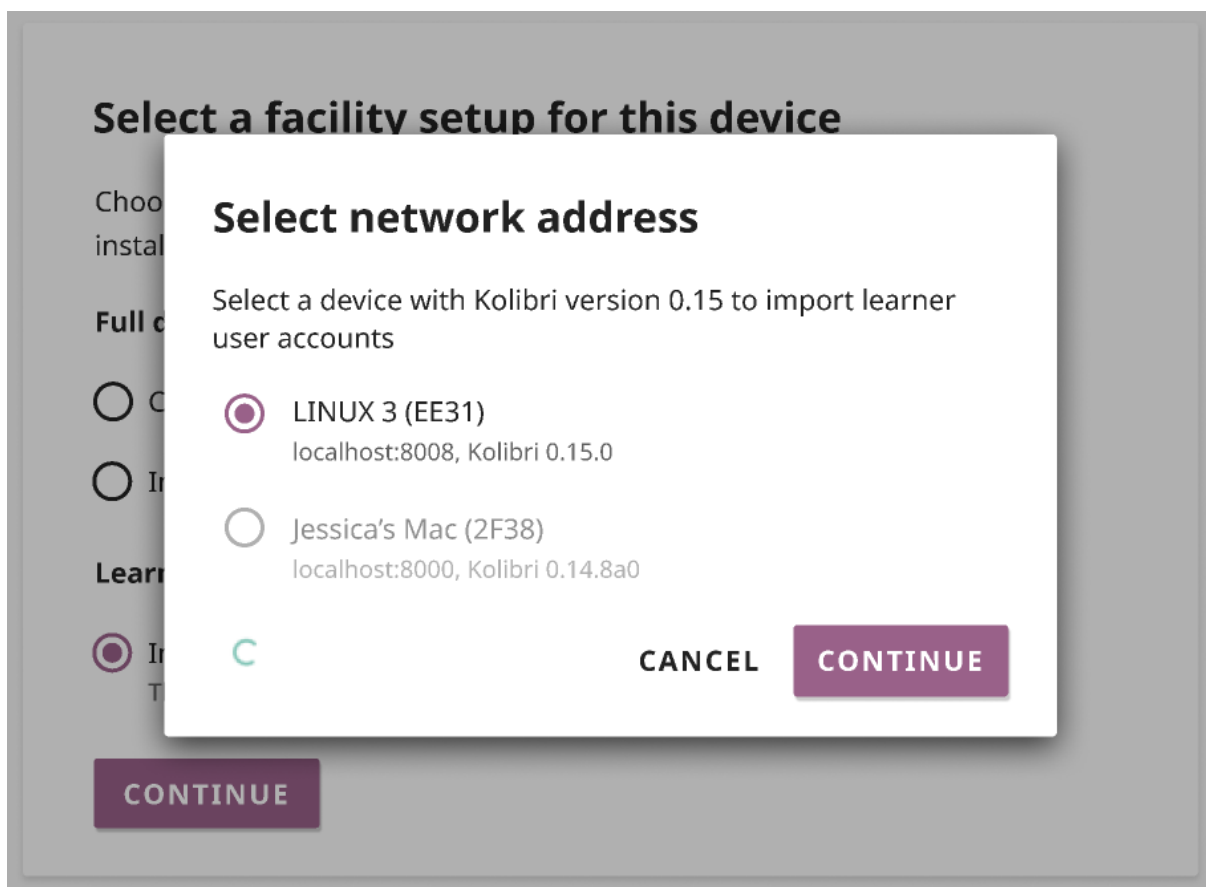 Select a facility setup for this device
Select network address
Select a device with Kolibri version 0.15 to import learner
user accounts
LINUX 3 (EE31)
localhost:8008, Kolibri 0.15.0
Jessica’s Mac (2F38)
localhost:8000, Kolibri 0.14.8a0
CANCEL
CONTINUE
Full
CONTINUE